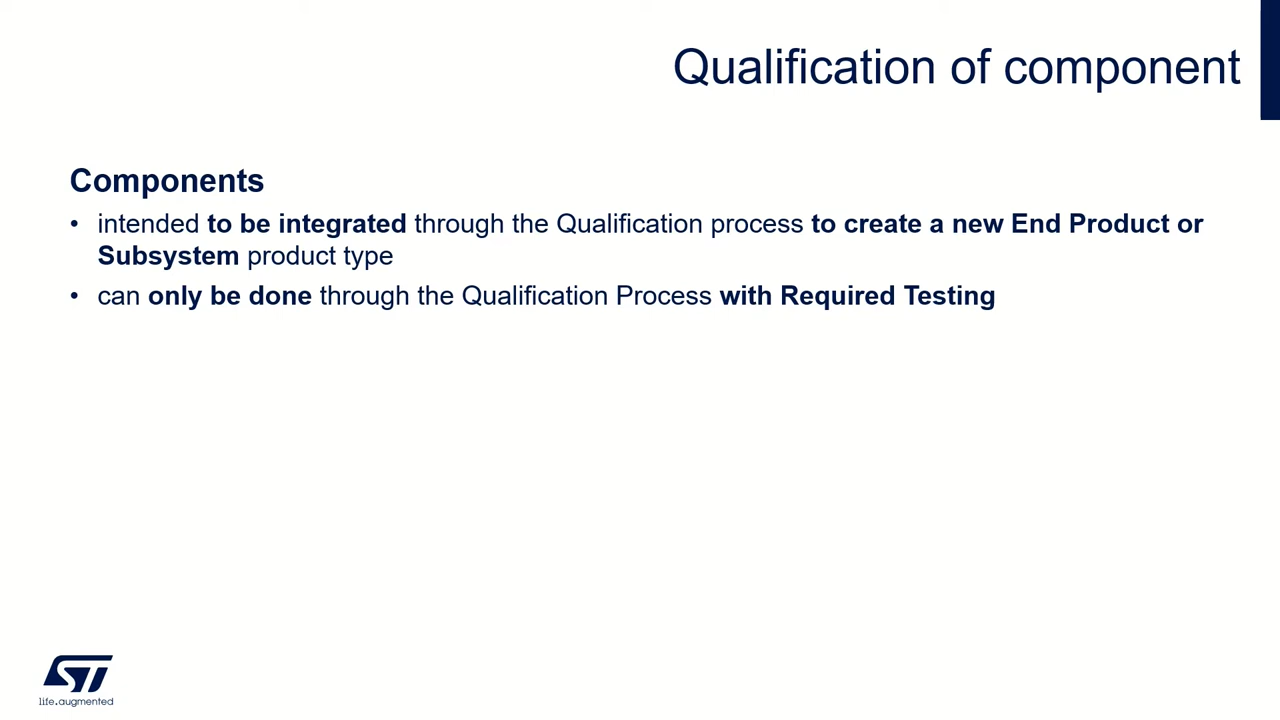 Qualification of component
Components
• intended to be integrated through the Qualification process to create a new End Product or
Subsystem product type
• can only be done through the Qualification Process with Required Testing
ST
life.augmented